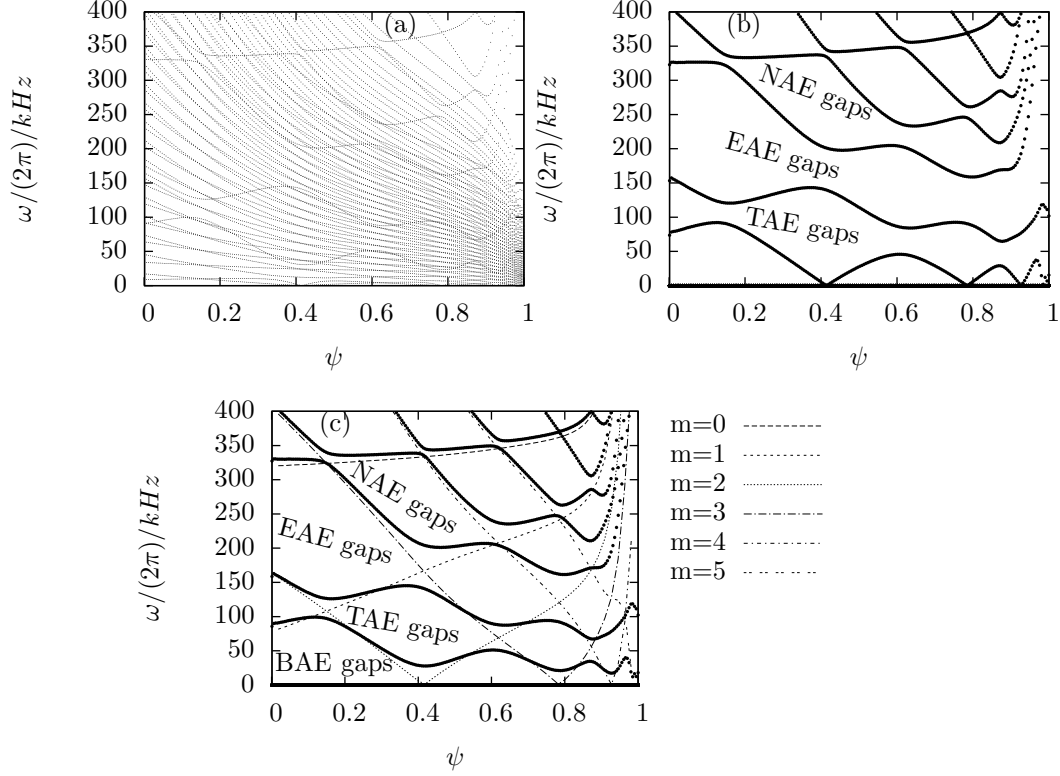 400
350
300
250
200
150
100
50
0
ω/(2π)/kHz
(a)
0 0.2 0.4 0.6 0.8 1
ψ
400
350
300
250
200
150
100
50
0
ω/(2π)/kHz
(b)
NAE gaps
EAE gaps
TAE gaps
0 0.2 0.4 0.6 0.8 1
ψ
400
350
300
250
200
150
100
50
0
ω/(2π)/kHz
(c)
NAE gaps
EAE gaps
TAE gaps
BAE gaps
0 0.2 0.4 0.6 0.8 1
ψ
m=0
m=1
m=2
m=3
m=4
m=5